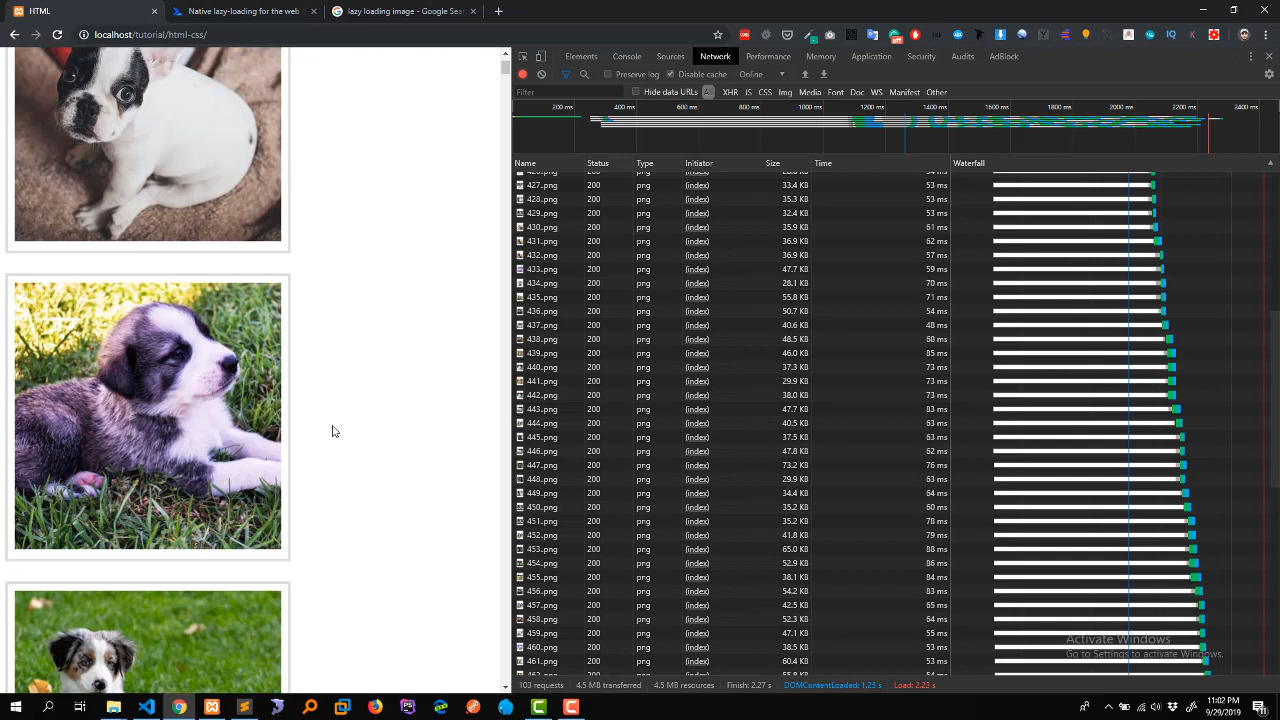 HTML
Native lazy-loading for the web
lazy loading image - Google Sea
localhost/tutorial/html-css/
Elements Console Sources Network Performance Memory Application Security Audits AdBlock
Preserve log Disable cache Online
Filter Hide data URLs All XHR JS CSS Img Media Font Doc WS Manifest Other
200 ms 400 ms 600 ms 800 ms 1000 ms 1200 ms 1400 ms 1600 ms 1800 ms 2000 ms 2200 ms 2400 ms
Name Status Type Initiator Size Time Waterfall
427.png 200 png (index) 33.4 KB 53 ms
428.png 200 png (index) 35.3 KB 53 ms
429.png 200 png (index) 32.4 KB 53 ms
430.png 200 png (index) 35.9 KB 61 ms
431.png 200 png (index) 36.9 KB 62 ms
432.png 200 png (index) 36.9 KB 57 ms
433.png 200 png (index) 47.7 KB 59 ms
434.png 200 png (index) 28.1 KB 70 ms
435.png 200 png (index) 55.8 KB 71 ms
436.png 200 png (index) 50.7 KB 54 ms
437.png 200 png (index) 40.6 KB 48 ms
438.png 200 png (index) 48.5 KB 68 ms
439.png 200 png (index) 46.0 KB 85 ms
440.png 200 png (index) 37.3 KB 73 ms
441.png 200 png (index) 29.9 KB 73 ms
442.png 200 png (index) 38.0 KB 73 ms
443.png 200 png (index) 47.7 KB 83 ms
444.png 200 png (index) 40.5 KB 63 ms
445.png 200 png (index) 37.5 KB 63 ms
446.png 200 png (index) 47.8 KB 62 ms
447.png 200 png (index) 73.2 KB 76 ms
448.png 200 png (index) 29.9 KB 63 ms
449.png 200 png (index) 34.4 KB 64 ms
450.png 200 png (index) 35.2 KB 60 ms
451.png 200 png (index) 35.2 KB 78 ms
452.png 200 png (index) 41.8 KB 79 ms
453.png 200 png (index) 65.0 KB 88 ms
454.png 200 png (index) 52.9 KB 86 ms
455.png 200 png (index) 38.1 KB 84 ms
456.png 200 png (index) 54.2 KB 83 ms
457.png 200 png (index) 42.5 KB 65 ms
458.png 200 png (index) 52.3 KB 64 ms
459.png 200 png (index) 47.1 KB 55 ms
460.png 200 png (index) 38.5 KB 53 ms
461.png 200 png (index) 60.4 KB 53 ms
Activate Windows
Go to Settings to activate Windows.
103 requests 4.5 MB transferred 4.5 MB resources Finish: 2.27 s DOMContentLoaded: 1.25 s Load: 2.23 s
11:02 PM
9/29/2019